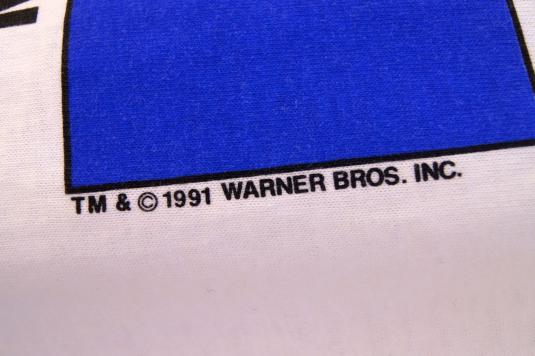 TM & © 1991 WARNER BROS. INC.